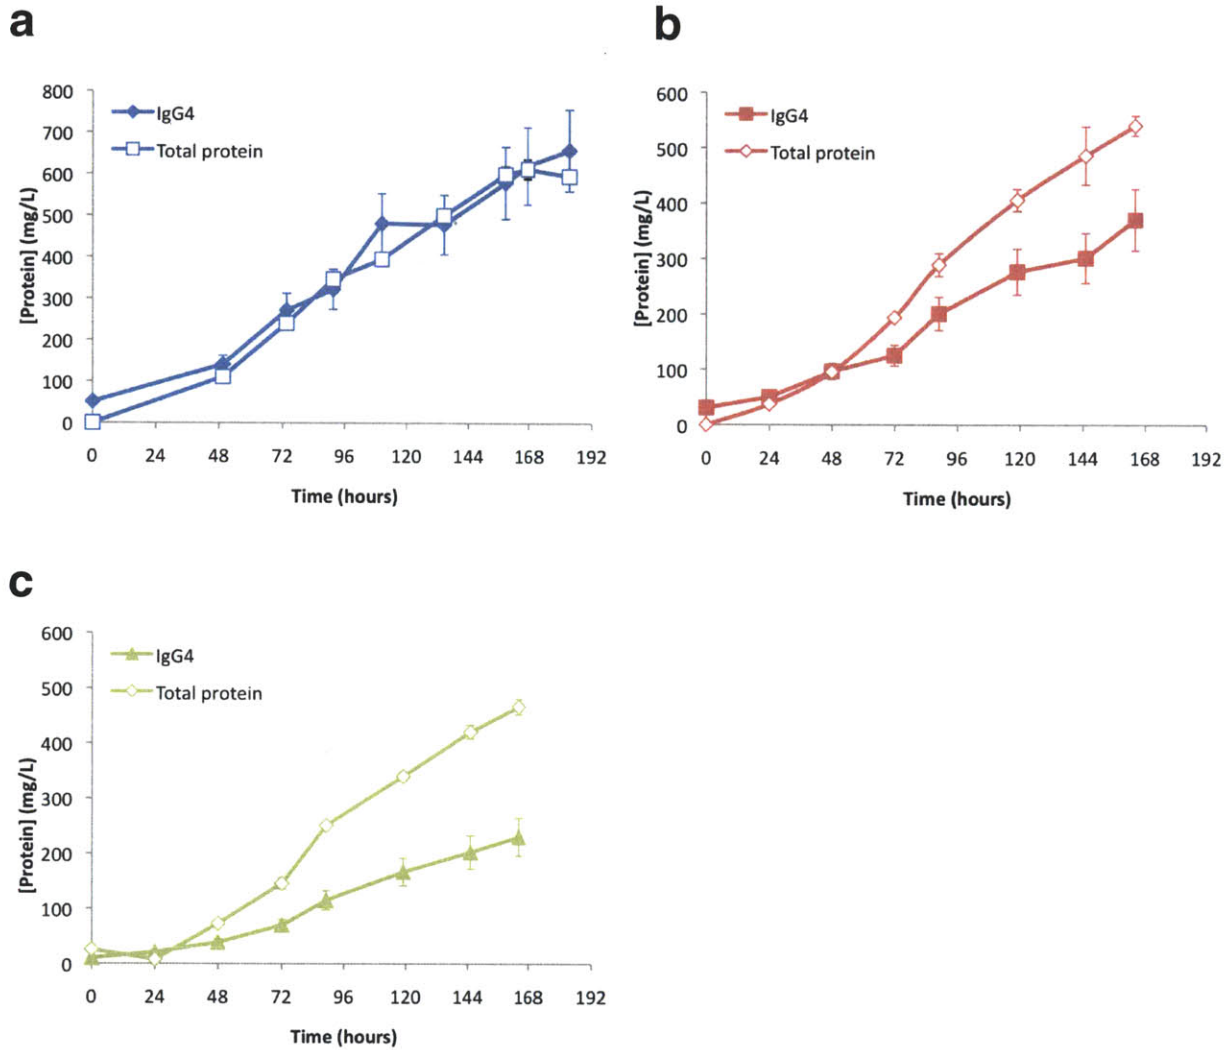 a
800
700
600
500
400
300
200
100
0
[Protein] (mg/L)
IgG4
Total protein
0 24 48 72 96 120 144 168 192
Time (hours)
b
600
500
400
300
200
100
0
[Protein] (mg/L)
IgG4
Total protein
0 24 48 72 96 120 144 168 192
Time (hours)
c
600
500
400
300
200
100
0
[Protein] (mg/L)
IgG4
Total protein
0 24 48 72 96 120 144 168 192
Time (hours)